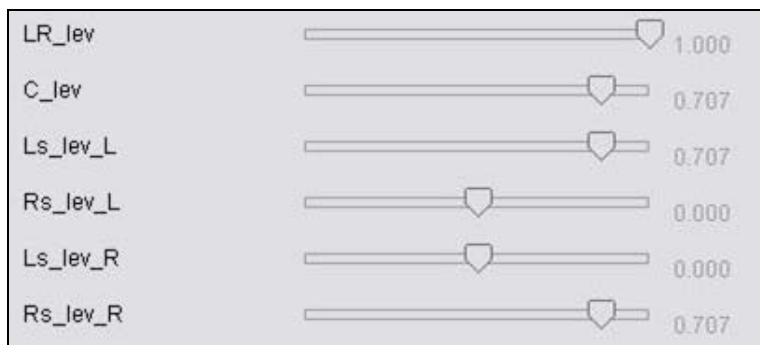 LR_lev 1.000
C_lev 0.707
Ls_lev_L 0.707
Rs_lev_L 0.000
Ls_lev_R 0.000
Rs_lev_R 0.707